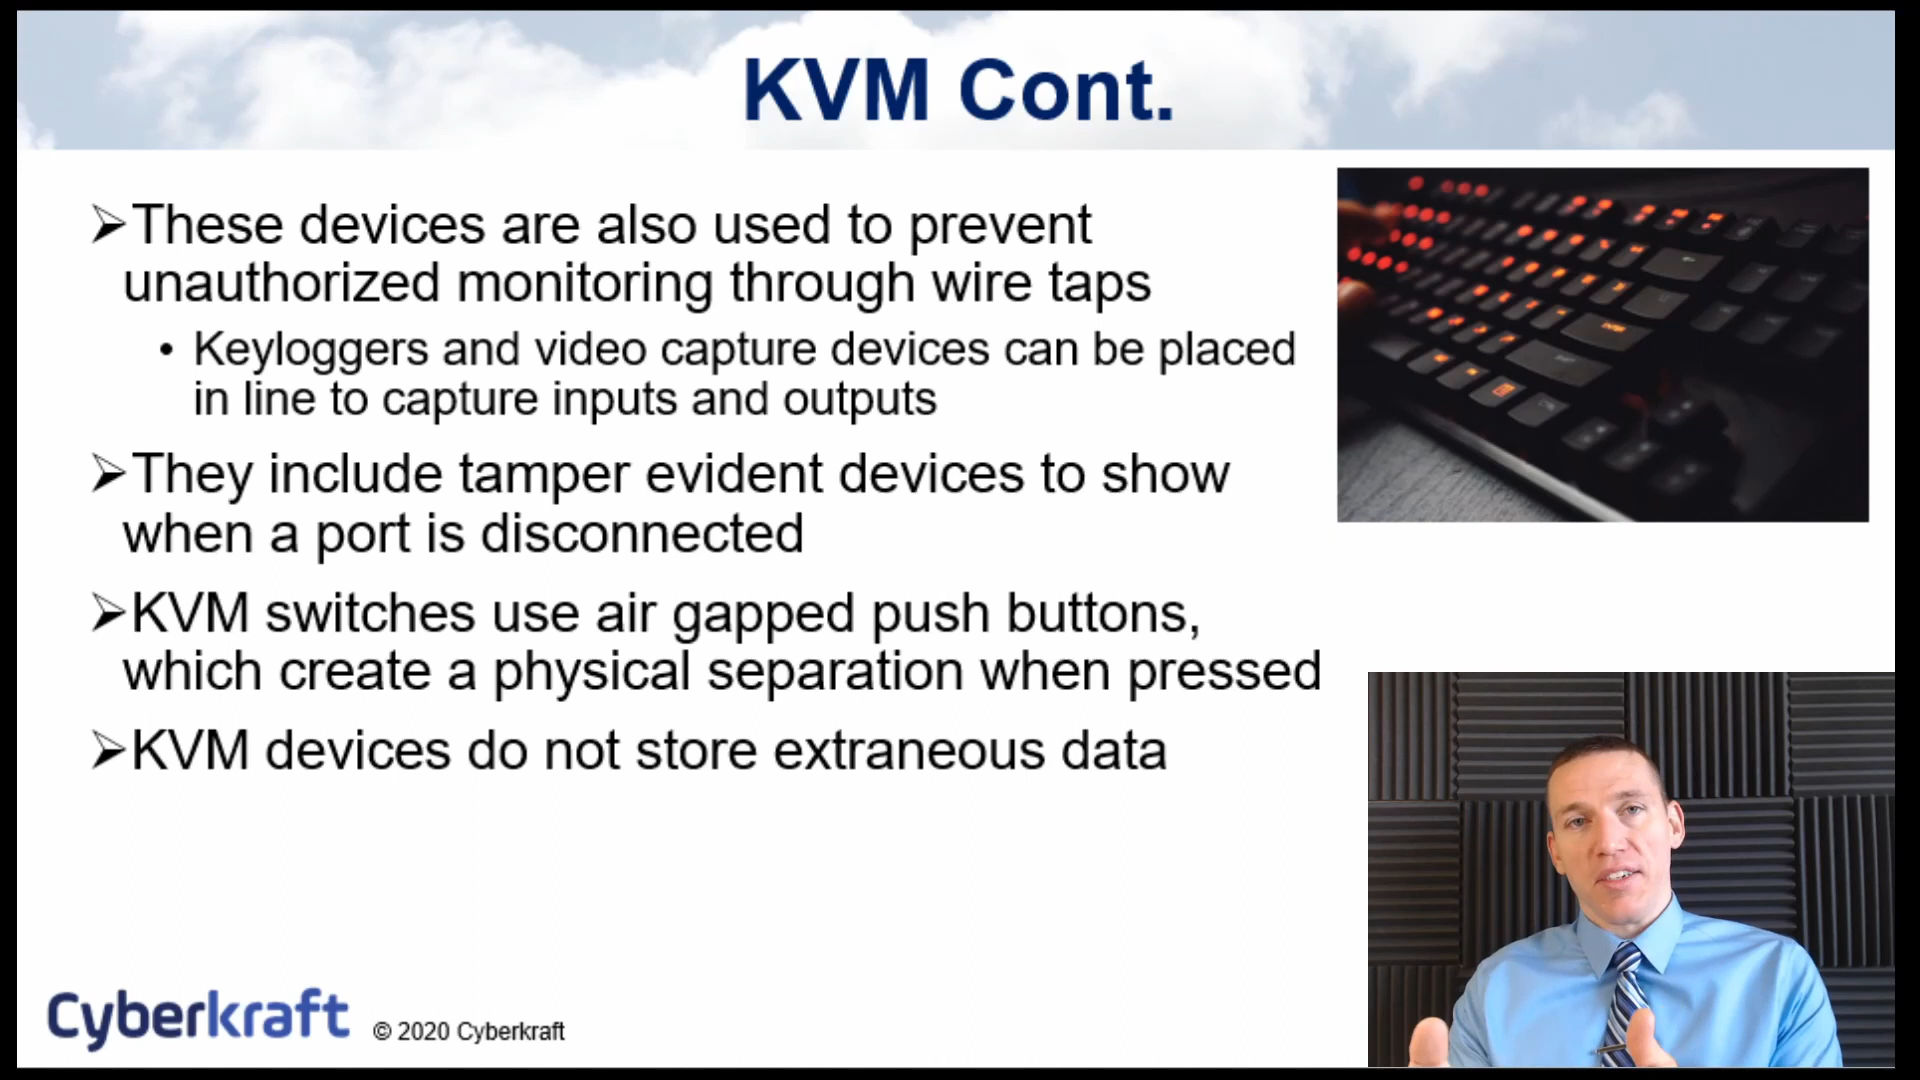 KVM Cont.
➢These devices are also used to prevent
unauthorized monitoring through wire taps
• Keyloggers and video capture devices can be placed
in line to capture inputs and outputs
➢They include tamper evident devices to show
when a port is disconnected
➢KVM switches use air gapped push buttons,
which create a physical separation when pressed
➢KVM devices do not store extraneous data
Cyberkraft © 2020 Cyberkraft